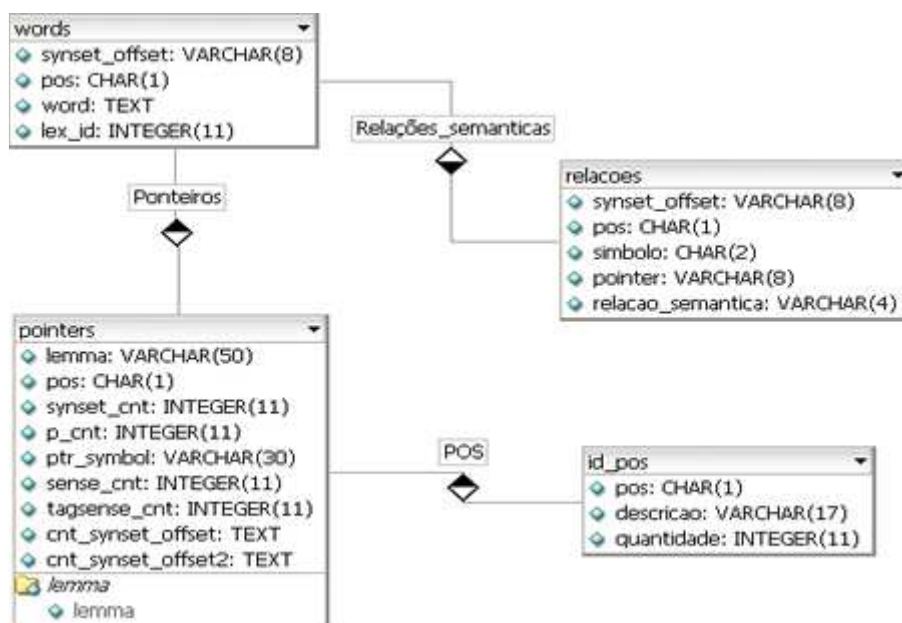 words
synset_offset: VARCHAR(8)
pos: CHAR(1)
word: TEXT
lex_id: INTEGER(11)
Relações_semanticas
Ponteiros
relacoes
synset_offset: VARCHAR(8)
pos: CHAR(1)
simbolo: CHAR(2)
pointer: VARCHAR(8)
relacao_semantica: VARCHAR(4)
pointers
lemma: VARCHAR(50)
pos: CHAR(1)
synset_cnt: INTEGER(11)
p_cnt: INTEGER(11)
ptr_symbol: VARCHAR(30)
sense_cnt: INTEGER(11)
tagsense_cnt: INTEGER(11)
cnt_synset_offset: TEXT
cnt_synset_offset2: TEXT
lemma
lemma
POS
id_pos
pos: CHAR(1)
descricao: VARCHAR(17)
quantidade: INTEGER(11)